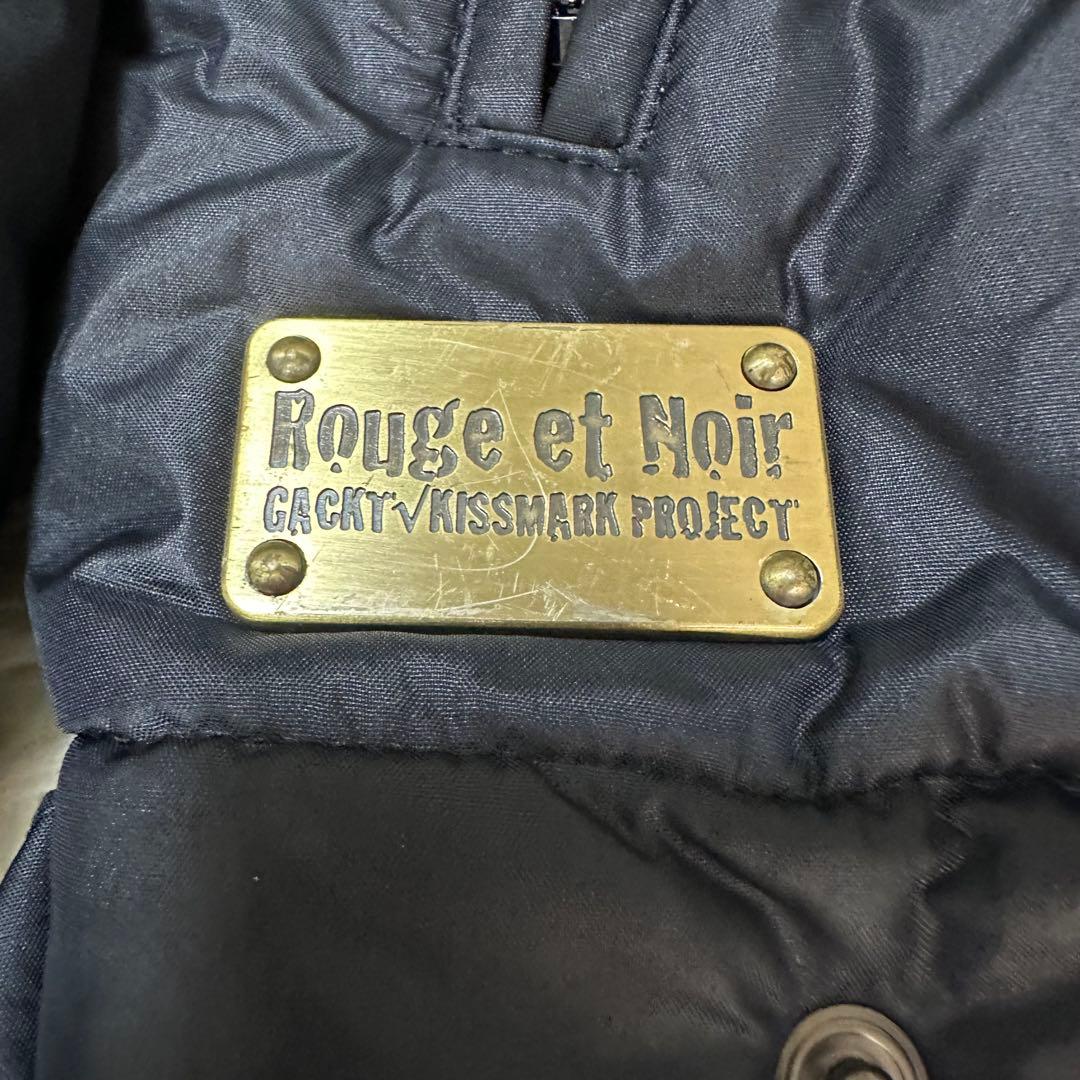 Rouge et Noir
GACKT√KISSMARK PROJECT